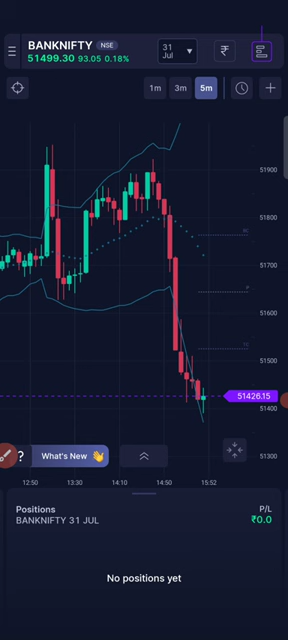 BANKNIFTY NSE
51499.30 93.05 0.18%
31 Jul
₹
1m 3m 5m
51900
51800
51700
51600
51500
51426.15
51400
51300
P
TC
? What's New 👋
12:50 13:30 14:10 14:50 15:52
Positions P/L
BANKNIFTY 31 JUL ₹0.0
No positions yet